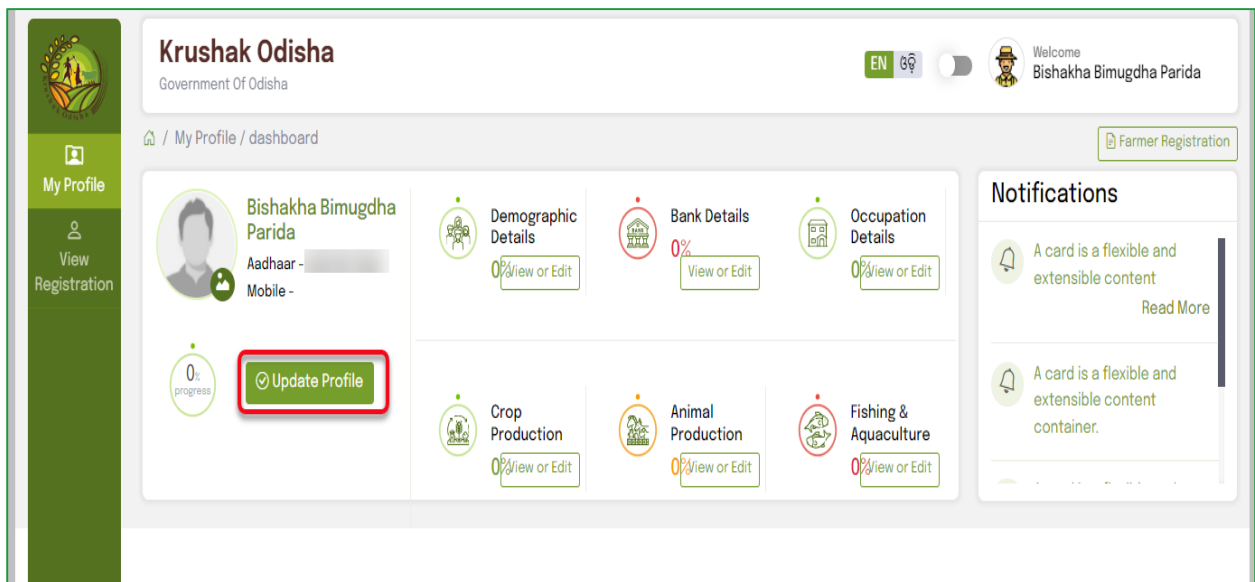 Krushak Odisha
Government Of Odisha
EN ଓଡ଼ି
Welcome
Bishakha Bimugdha Parida
/ My Profile / dashboard
Farmer Registration
My Profile
View
Registration
Bishakha Bimugdha
Parida
Aadhaar -
Mobile -
0%
progress
Update Profile
Demographic
Details
0% View or Edit
Bank Details
0%
View or Edit
Occupation
Details
0% View or Edit
Crop
Production
0% View or Edit
Animal
Production
0% View or Edit
Fishing &
Aquaculture
0% View or Edit
Notifications
A card is a flexible and
extensible content
Read More
A card is a flexible and
extensible content
container.